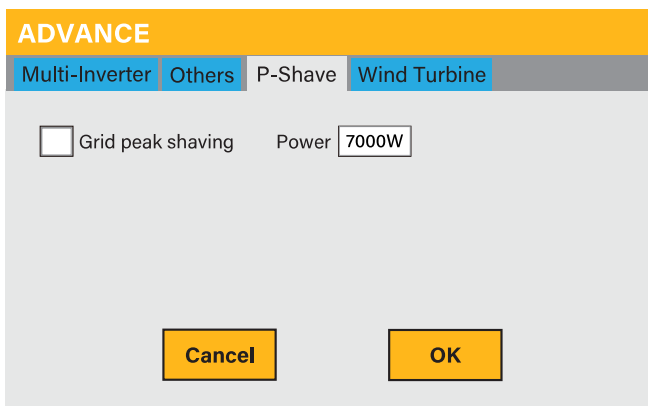 ADVANCE
Multi-Inverter Others P-Shave Wind Turbine
Grid peak shaving Power 7000W
Cancel OK